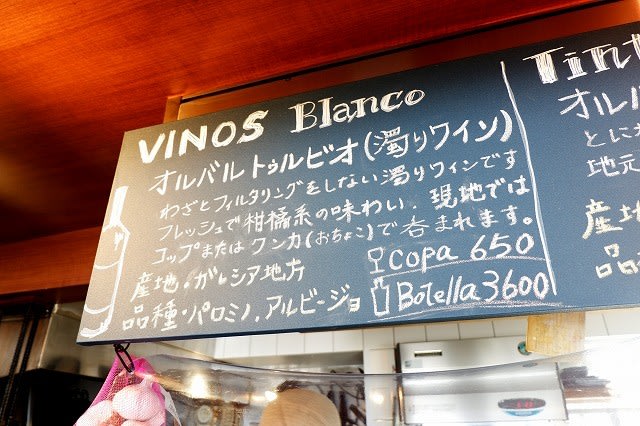 VINOS Blanco
オルバル トゥルビオ(濁りワイン)
わざとフィルタリングをしない濁りワインです
フレッシュで柑橘系の味わい。現地では
コップまたは クンカ(おちょこ)で呑まれます。
産地・ガレシア地方
品種・パロミノ.アルビージョ
copa 650
Botella 3600
Tint
オル
とに
地元
産地
品種